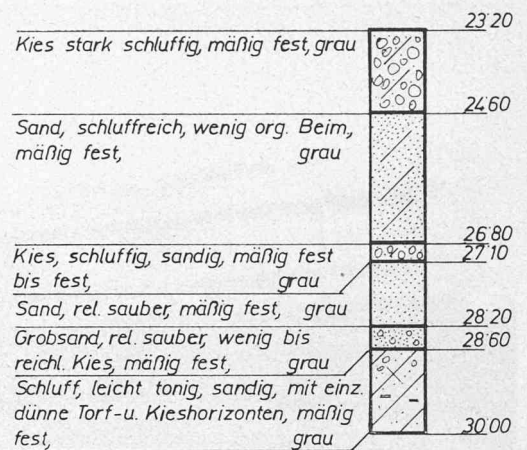 23'20
Kies stark schluffig, mäßig fest, grau
24'60
Sand, schluffreich, wenig org. Beim.,
mäßig fest, grau
26'80
Kies, schluffig, sandig, mäßig fest
27'10
bis fest, grau
Sand, rel. sauber, mäßig fest, grau
28'20
Grobsand, rel. sauber, wenig bis
28'60
reichl. Kies, mäßig fest, grau
Schluff, leicht tonig, sandig, mit einz.
dünne Torf-u. Kieshorizonten, mäßig
fest, grau
30'00